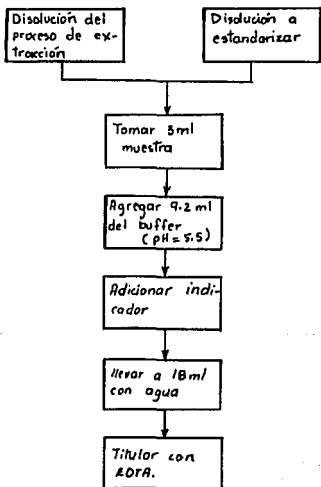 Disolución del
proceso de ex-
tracción
Disolución a
estandarizar
Tomar 3ml
muestra
Agregar 9.2 ml
del buffer
(pH = 5.5)
Adicionar indi-
cador
llevar a 18ml
con agua
Titular con
EDTA.